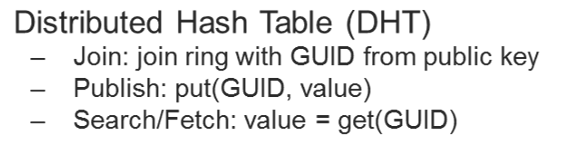 Distributed Hash Table (DHT)
– Join: join ring with GUID from public key
– Publish: put(GUID, value)
– Search/Fetch: value = get(GUID)